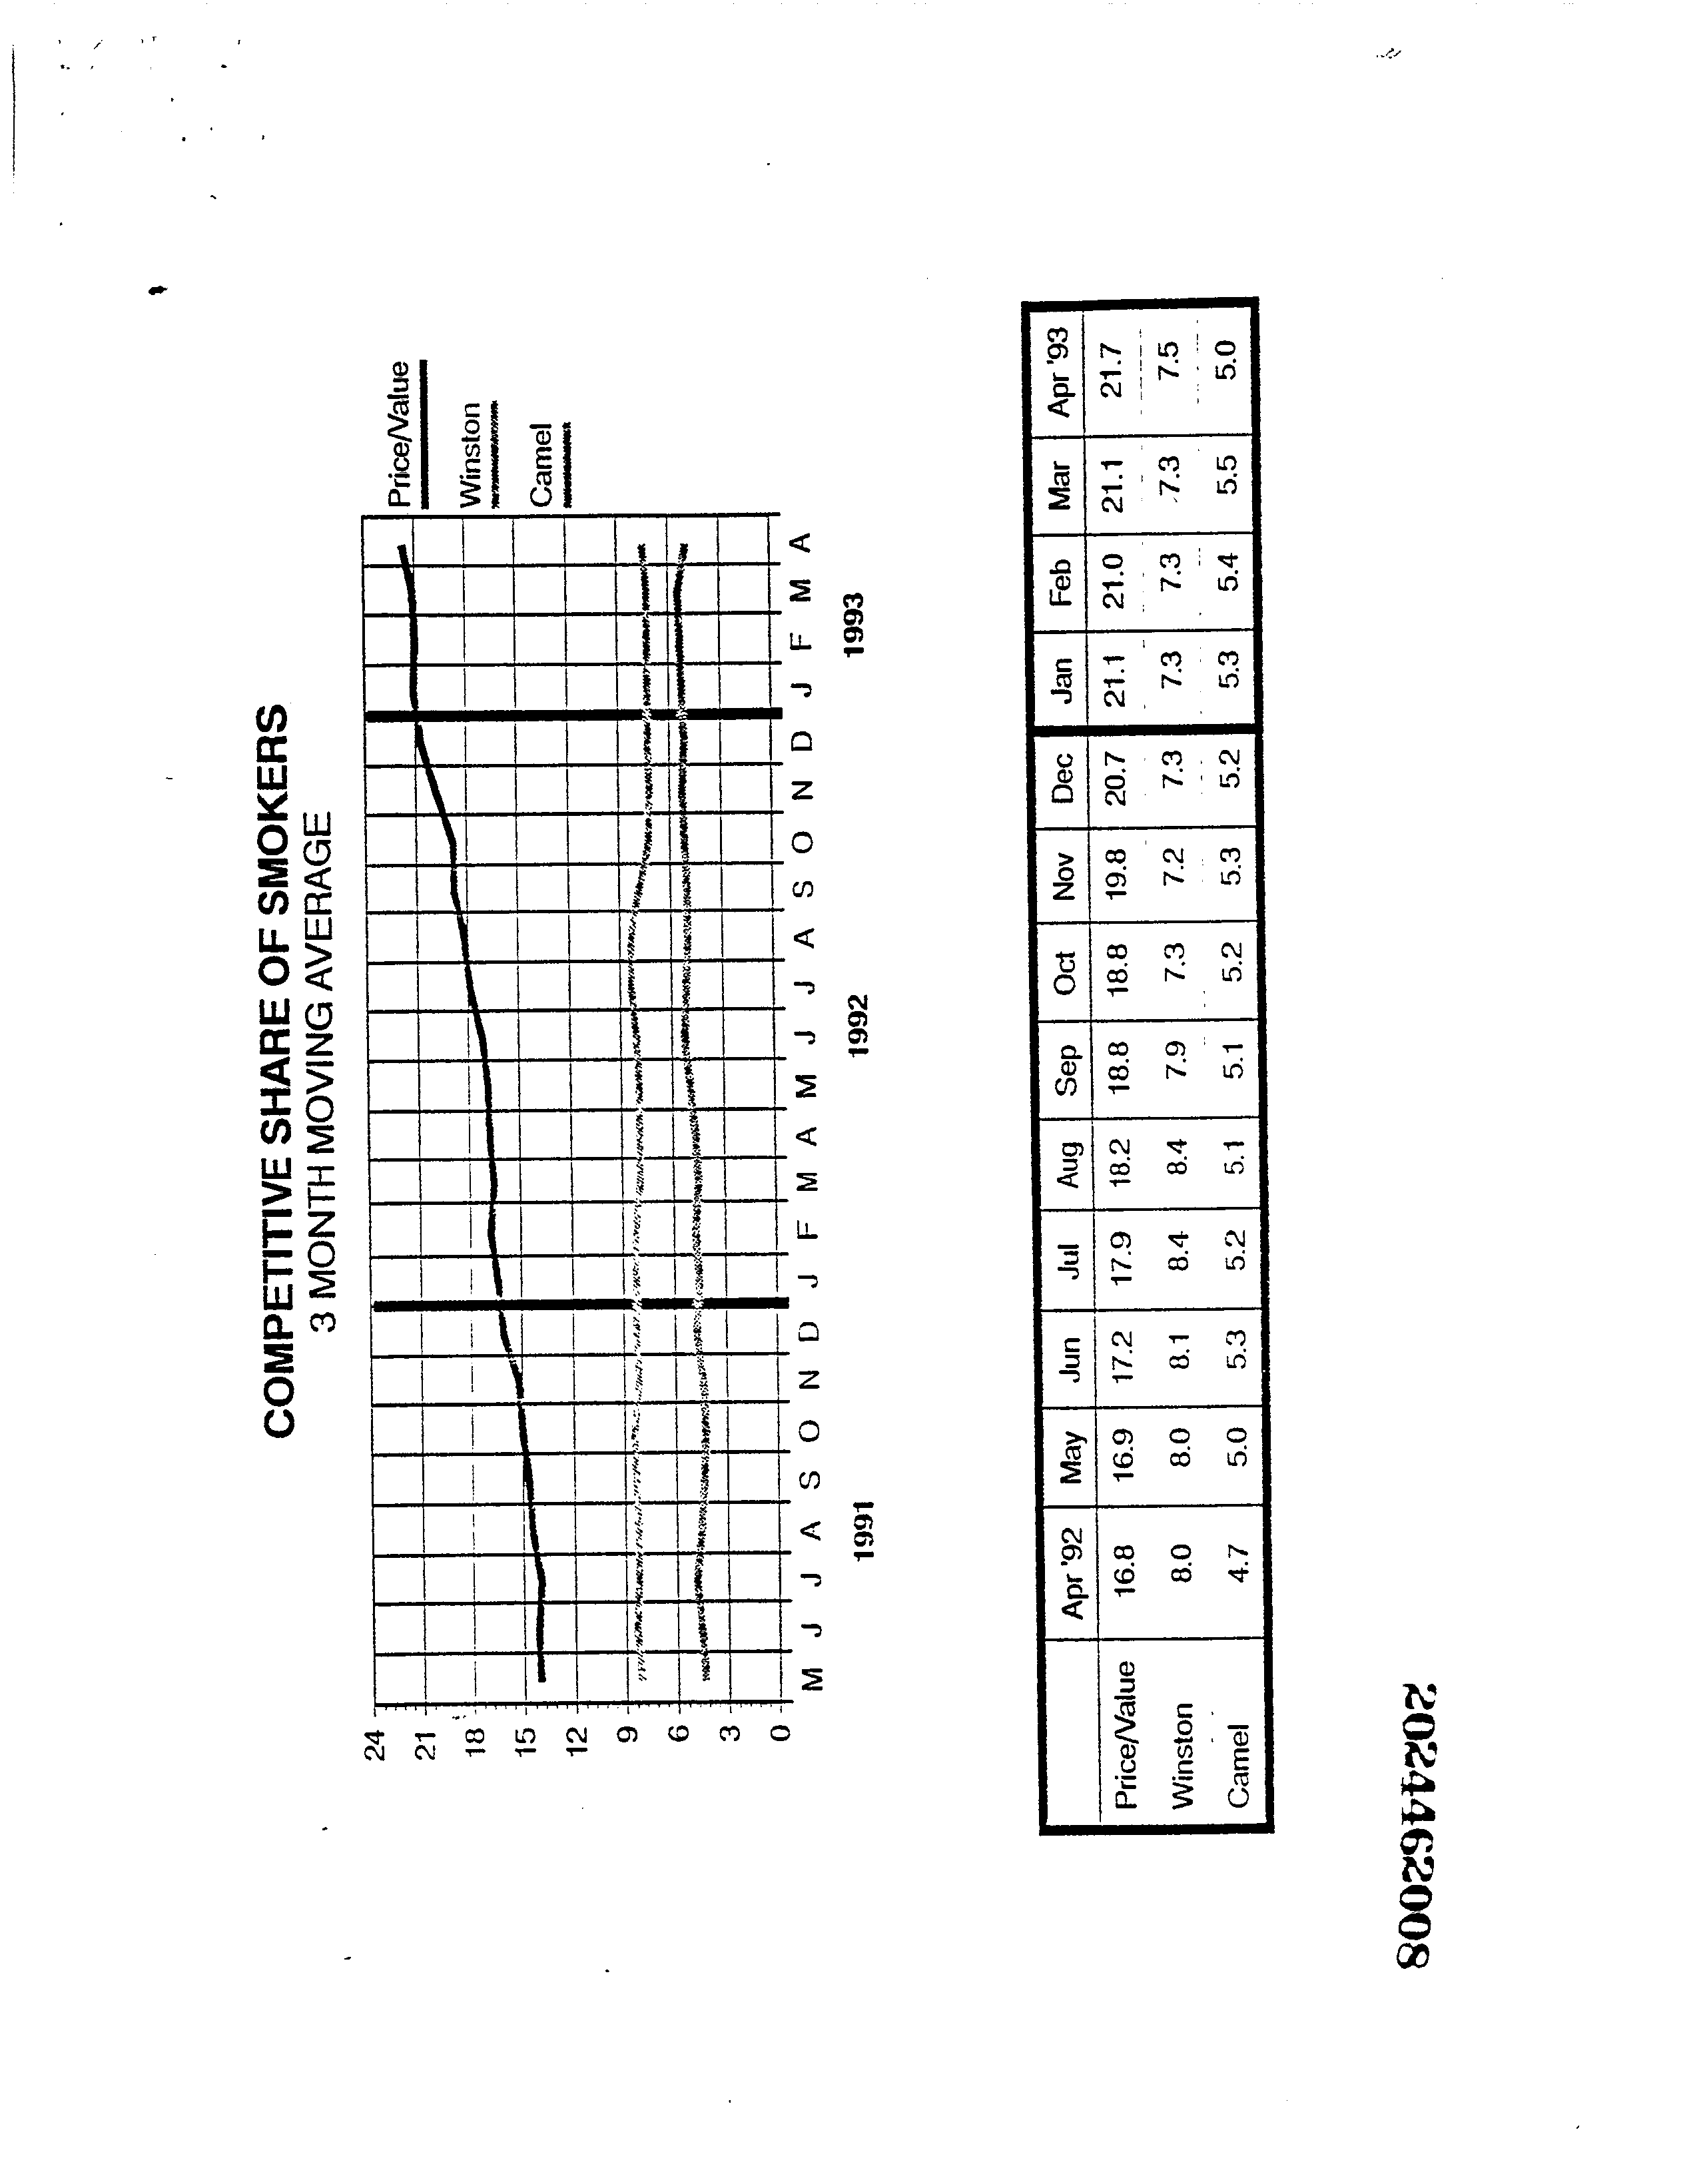 COMPETITIVE SHARE OF SMOKERS
3 MONTH MOVING AVERAGE
Price/Value
Winston
Camel
24
21
18
15
12
9
6
3
0
M J J A S O N D J F M A M J J A S O N D J F M A
1991 1992 1993
Apr '92 May Jun Jul Aug Sep Oct Nov Dec Jan Feb Mar Apr '93
Price/Value 16.8 16.9 17.2 17.9 18.2 18.8 18.8 19.8 20.7 21.1 21.0 21.1 21.7
Winston 8.0 8.0 8.1 8.4 8.4 7.9 7.3 7.2 7.3 7.3 7.3 7.3 7.5
Camel 4.7 5.0 5.3 5.2 5.1 5.1 5.2 5.3 5.2 5.3 5.4 5.5 5.0
2024462008